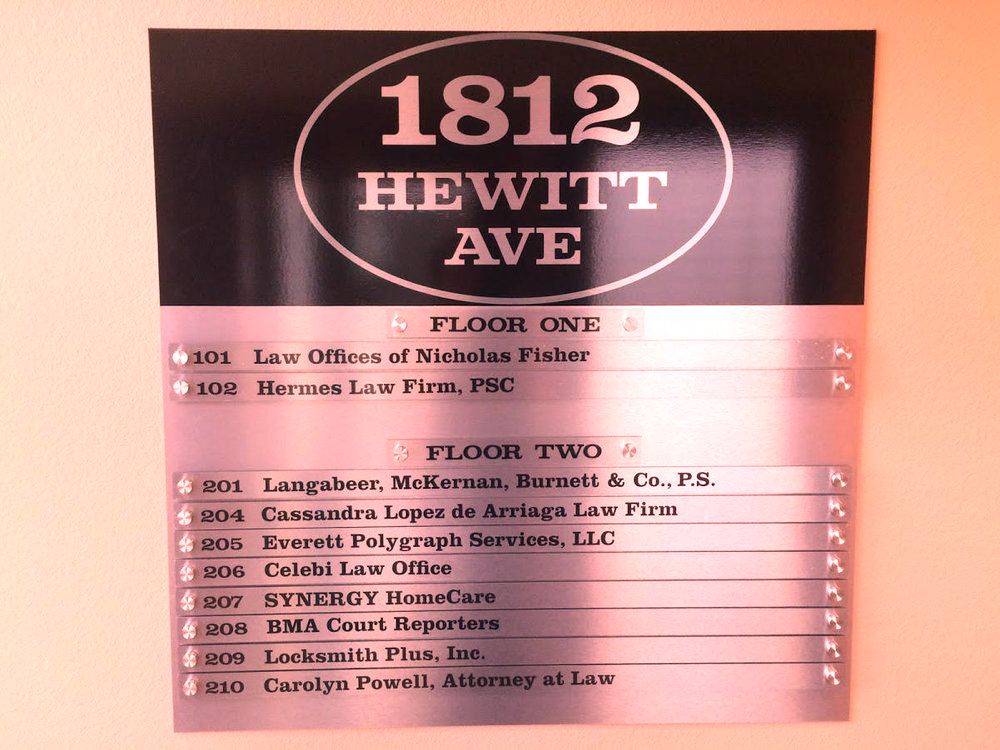 1812
HEWITT
AVE
FLOOR ONE
101 Law Offices of Nicholas Fisher
102 Hermes Law Firm, PSC
FLOOR TWO
201 Langabeer, McKernan, Burnett & Co., P.S.
204 Cassandra Lopez de Arriaga Law Firm
205 Everett Polygraph Services, LLC
206 Celebi Law Office
207 SYNERGY HomeCare
208 BMA Court Reporters
209 Locksmith Plus, Inc.
210 Carolyn Powell, Attorney at Law